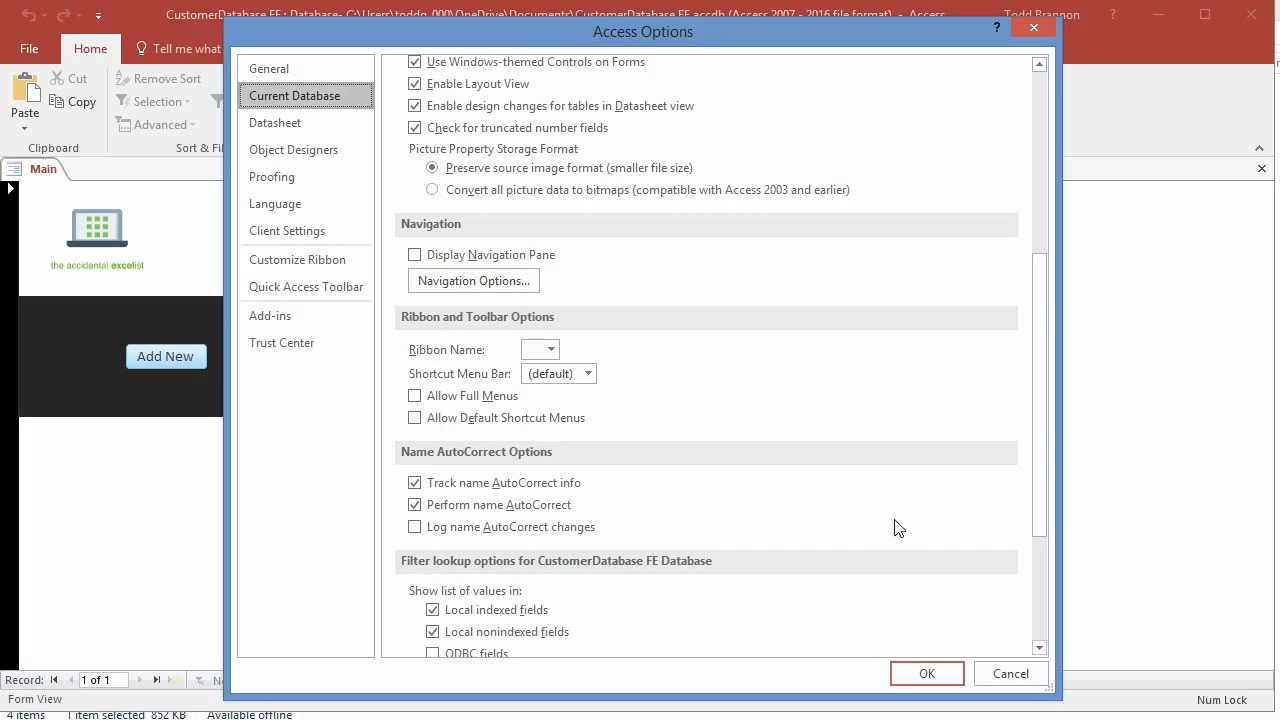 CustomerDatabase FE : Database- C:\Users\todd_000\OneDrive\Documents\CustomerDatabase FE.accdb (Access 2007 - 2016 file format) - Access
Todd Brannon
?
Access Options
?
File
Home
Tell me what
Paste
Cut
Copy
Clipboard
Remove Sort
Selection
Advanced
Sort & Fil
Main
the accidental excelist
Add New
General
Current Database
Datasheet
Object Designers
Proofing
Language
Client Settings
Customize Ribbon
Quick Access Toolbar
Add-ins
Trust Center
Use Windows-themed Controls on Forms
Enable Layout View
Enable design changes for tables in Datasheet view
Check for truncated number fields
Picture Property Storage Format
Preserve source image format (smaller file size)
Convert all picture data to bitmaps (compatible with Access 2003 and earlier)
Navigation
Display Navigation Pane
Navigation Options...
Ribbon and Toolbar Options
Ribbon Name:
Shortcut Menu Bar: (default)
Allow Full Menus
Allow Default Shortcut Menus
Name AutoCorrect Options
Track name AutoCorrect info
Perform name AutoCorrect
Log name AutoCorrect changes
Filter lookup options for CustomerDatabase FE Database
Show list of values in:
Local indexed fields
Local nonindexed fields
ODBC fields
OK
Cancel
Record: 1 of 1
Form View
Num Lock
4 items 1 item selected 852 KB Available offline